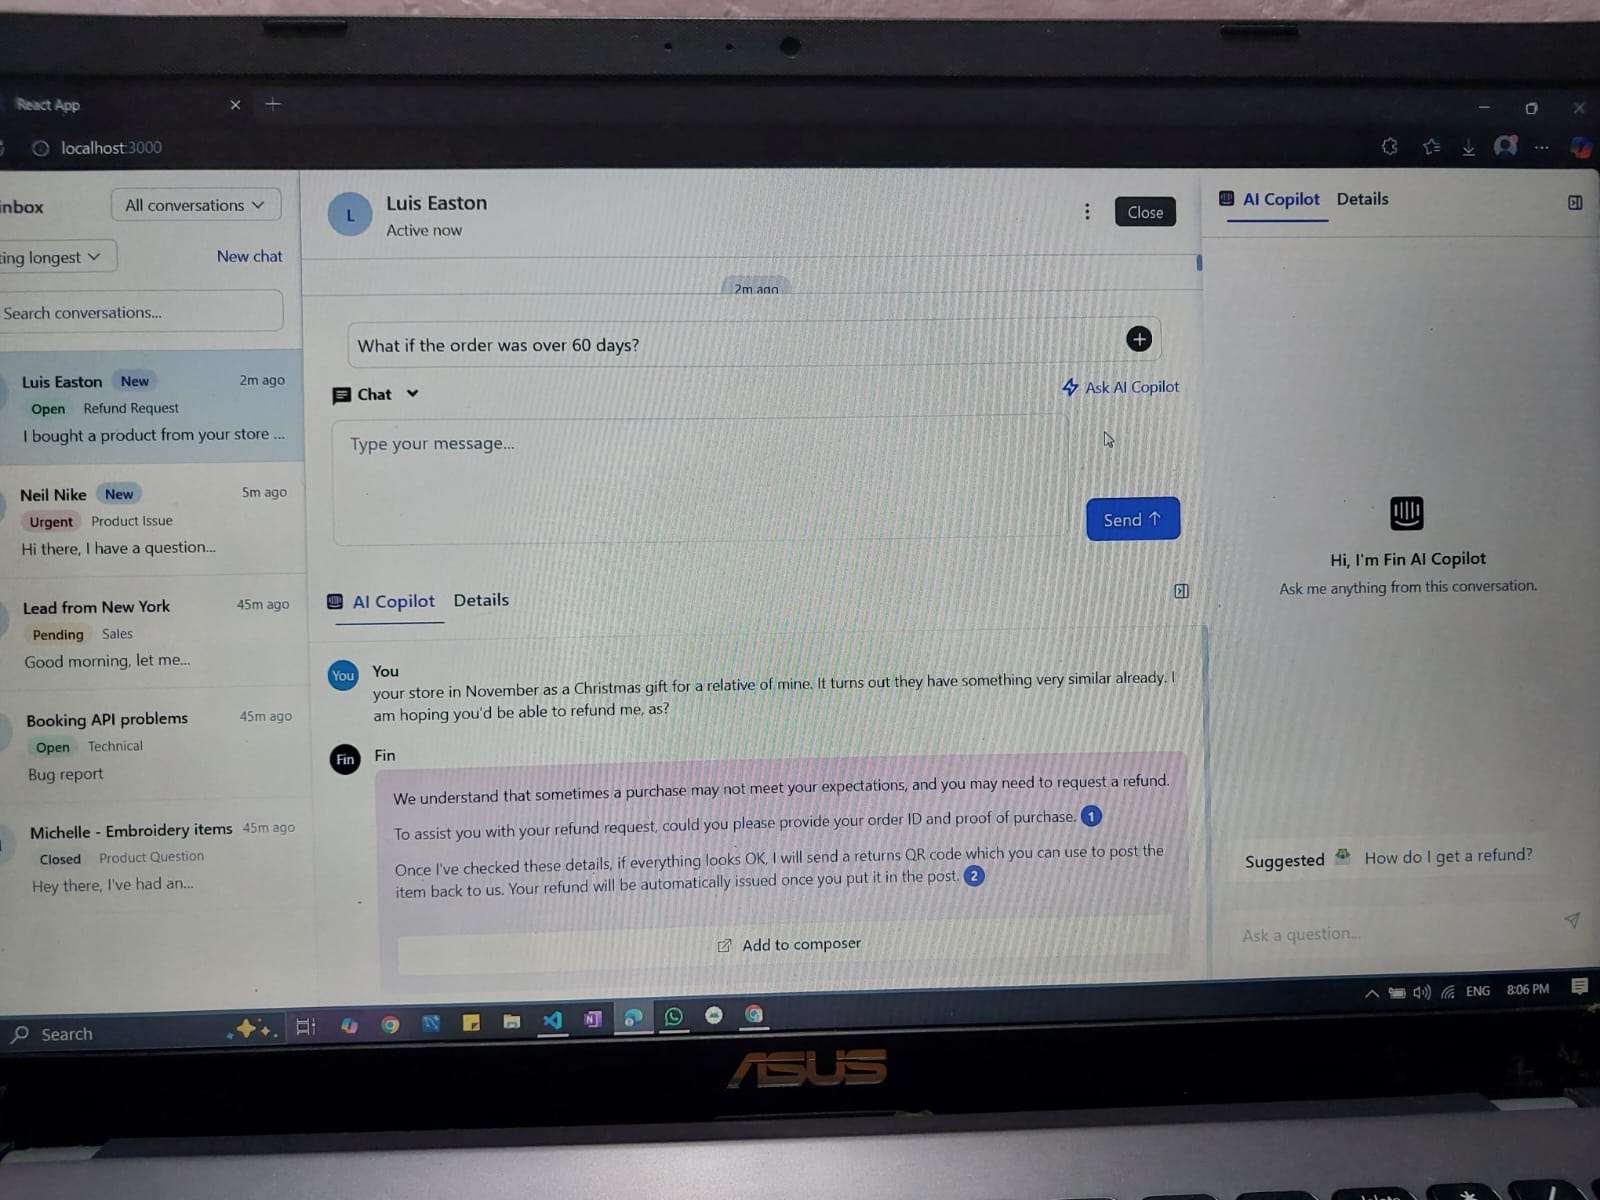 React App
localhost:3000
inbox
All conversations
ing longest
New chat
Search conversations...
Luis Easton New 2m ago
Open Refund Request
I bought a product from your store ...
Neil Nike New 5m ago
Urgent Product Issue
Hi there, I have a question...
Lead from New York 45m ago
Pending Sales
Good morning, let me...
Booking API problems 45m ago
Open Technical
Bug report
Michelle - Embroidery items 45m ago
Closed Product Question
Hey there, I've had an...
L
Luis Easton
Active now
Close
2m ago
What if the order was over 60 days?
Chat
Ask AI Copilot
Type your message...
Send ↑
AI Copilot Details
You
You
your store in November as a Christmas gift for a relative of mine. It turns out they have something very similar already. I
am hoping you'd be able to refund me, as?
Fin
Fin
We understand that sometimes a purchase may not meet your expectations, and you may need to request a refund.
To assist you with your refund request, could you please provide your order ID and proof of purchase. 1
Once I've checked these details, if everything looks OK, I will send a returns QR code which you can use to post the
item back to us. Your refund will be automatically issued once you put it in the post. 2
Add to composer
AI Copilot Details
Hi, I'm Fin AI Copilot
Ask me anything from this conversation.
Suggested How do I get a refund?
Ask a question...
Search
ENG 8:06 PM
ASUS